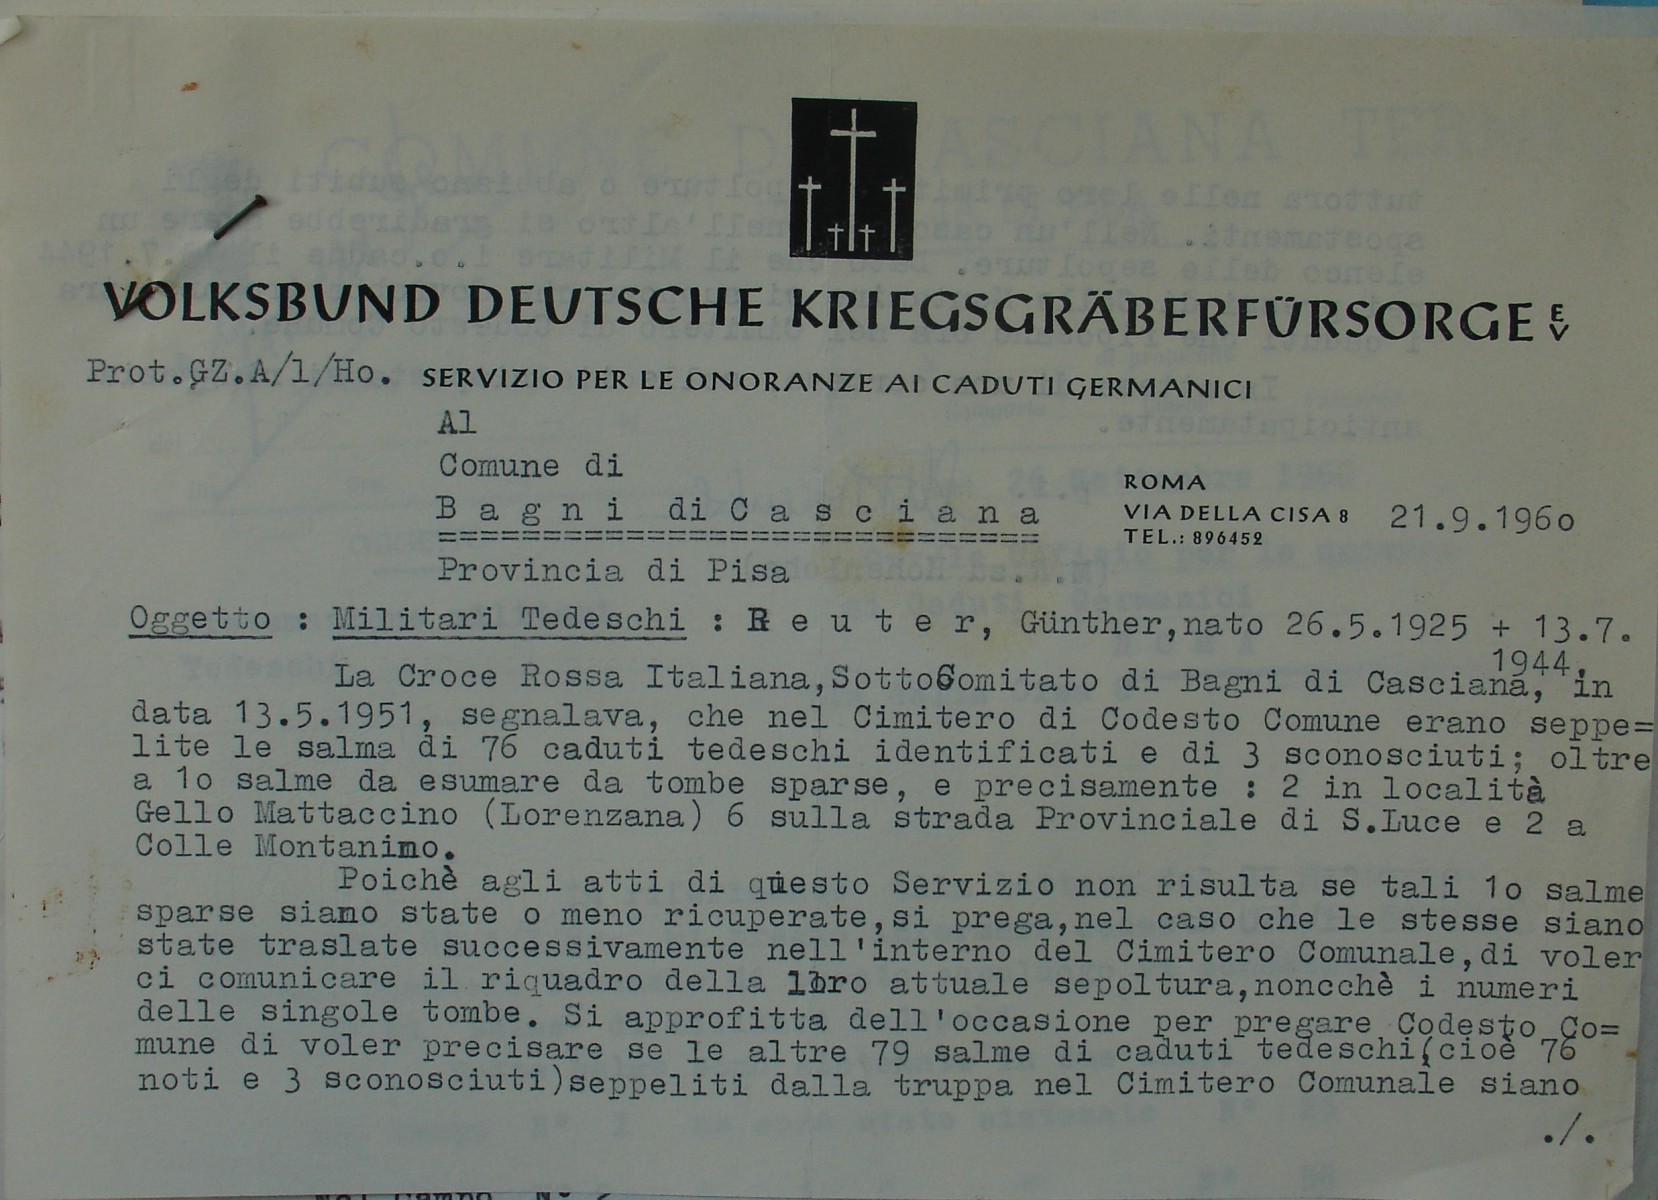 VOLKSBUND DEUTSCHE KRIEGSGRÄBERFÜRSORGE EV
Prot.GZ.A/l/Ho. SERVIZIO PER LE ONORANZE AI CADUTI GERMANICI
Al
Comune di
B a g n i  di C a s c i a n a
============================
Provincia di Pisa
ROMA
VIA DELLA CISA 8
TEL.: 896452
21.9.196o
Oggetto : Militari Tedeschi : R e u t e r, Günther,nato 26.5.1925 + 13.7.
1944.
La Croce Rossa Italiana,SottoComitato di Bagni di Casciana, in
data 13.5.1951, segnalava, che nel Cimitero di Codesto Comune erano seppe=
lite le salma di 76 caduti tedeschi identificati e di 3 sconosciuti; oltre
a 1o salme da esumare da tombe sparse, e precisamente : 2 in località
Gello Mattaccino (Lorenzana) 6 sulla strada Provinciale di S.Luce e 2 a
Colle Montanino.
Poichè agli atti di questo Servizio non risulta se tali 1o salme
sparse siano state o meno ricuperate,si prega,nel caso che le stesse siano
state traslate successivamente nell'interno del Cimitero Comunale,di voler
ci comunicare il riquadro della loro attuale sepoltura,noncchè i numeri
delle singole tombe. Si approfitta dell'occasione per pregare Codesto Co=
mune di voler precisare se le altre 79 salme di caduti tedeschi(cioè 76
noti e 3 sconosciuti)seppeliti dalla truppa nel Cimitero Comunale siano
./.